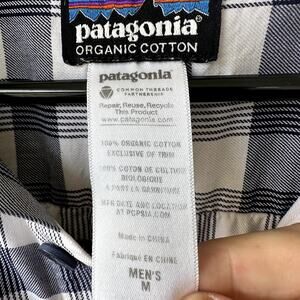 patagonia®
ORGANIC COTTON
patagonia®
COMMON THREADS
PARTNERSHIP
Repair, Reuse, Recycle
This Product
www.patagonia.com
100% ORGANIC COTTON
EXCLUSIVE OF TRIM
100% COTON DE CULTURE
BIOLOGIQUE
À PART LA GARNITURE
MFR DATE AND LOCATION
AT PCPSIA.COM
Made in CHINA
Fabriqué EN CHINE
MEN'S
M